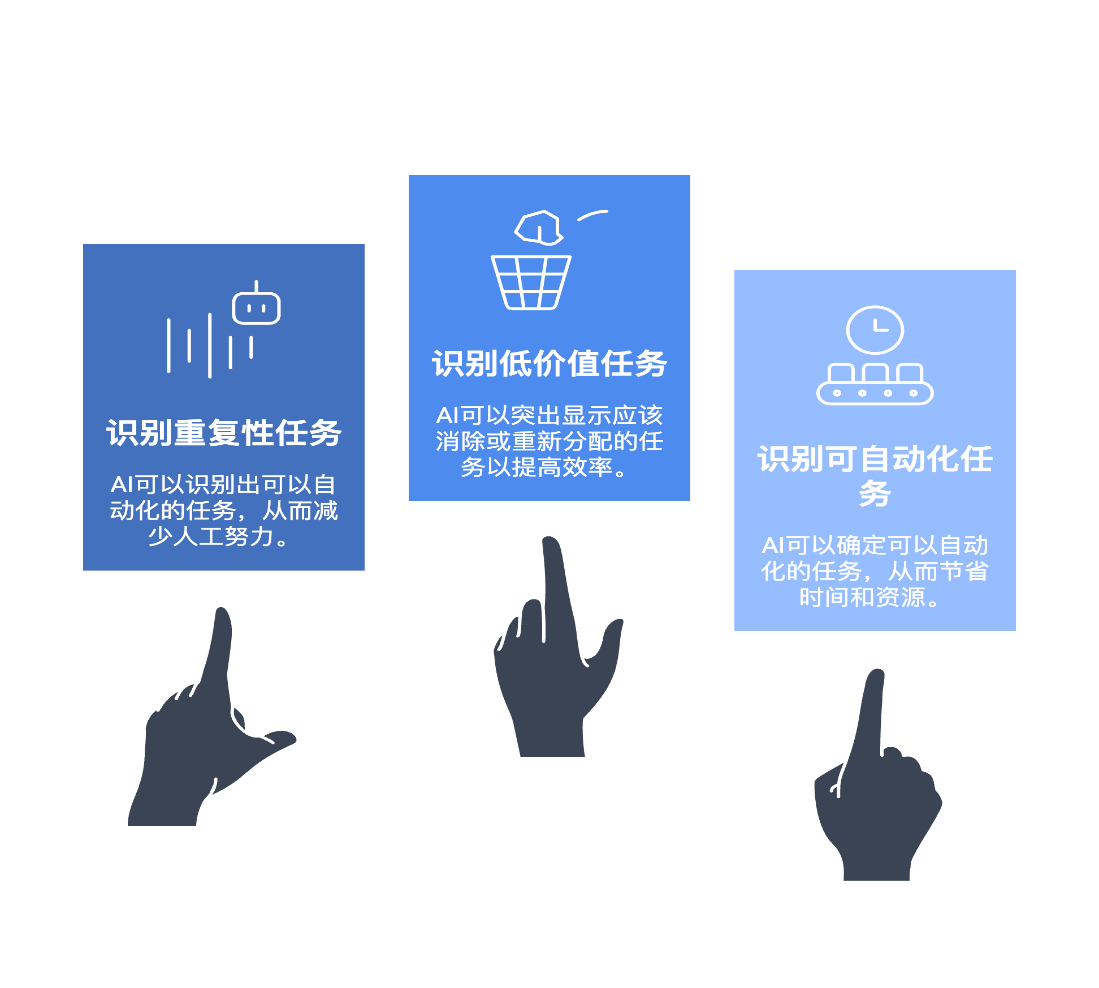 识别重复性任务
AI可以识别出可以自
动化的任务，从而减
少人工努力。
识别低价值任务
AI可以突出显示应该
消除或重新分配的任
务以提高效率。
识别可自动化任
务
AI可以确定可以自动
化的任务，从而节省
时间和资源。